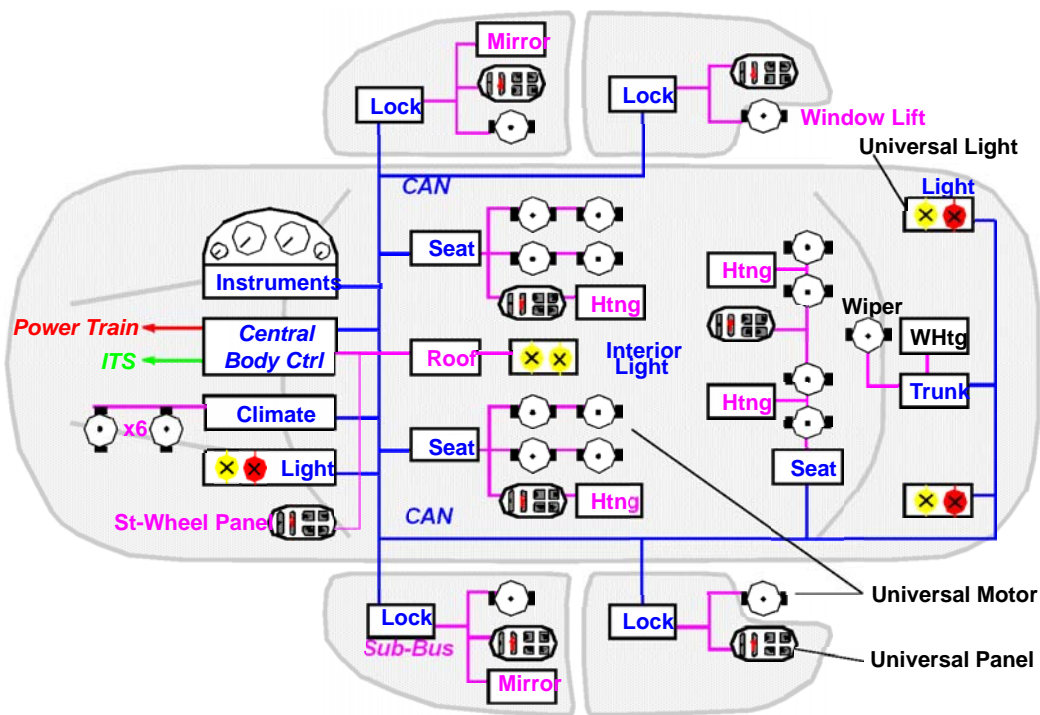 Mirror
Lock
Lock
Window Lift
Universal Light
CAN
Light
Seat
Instruments
Htng
Htng
Wiper
Power Train
ITS
Central
Body Ctrl
Roof
Interior
Light
WHtg
Trunk
x6
Climate
Htng
Seat
Light
Seat
Htng
St-Wheel Panel
CAN
Universal Motor
Lock
Sub-Bus
Lock
Mirror
Universal Panel